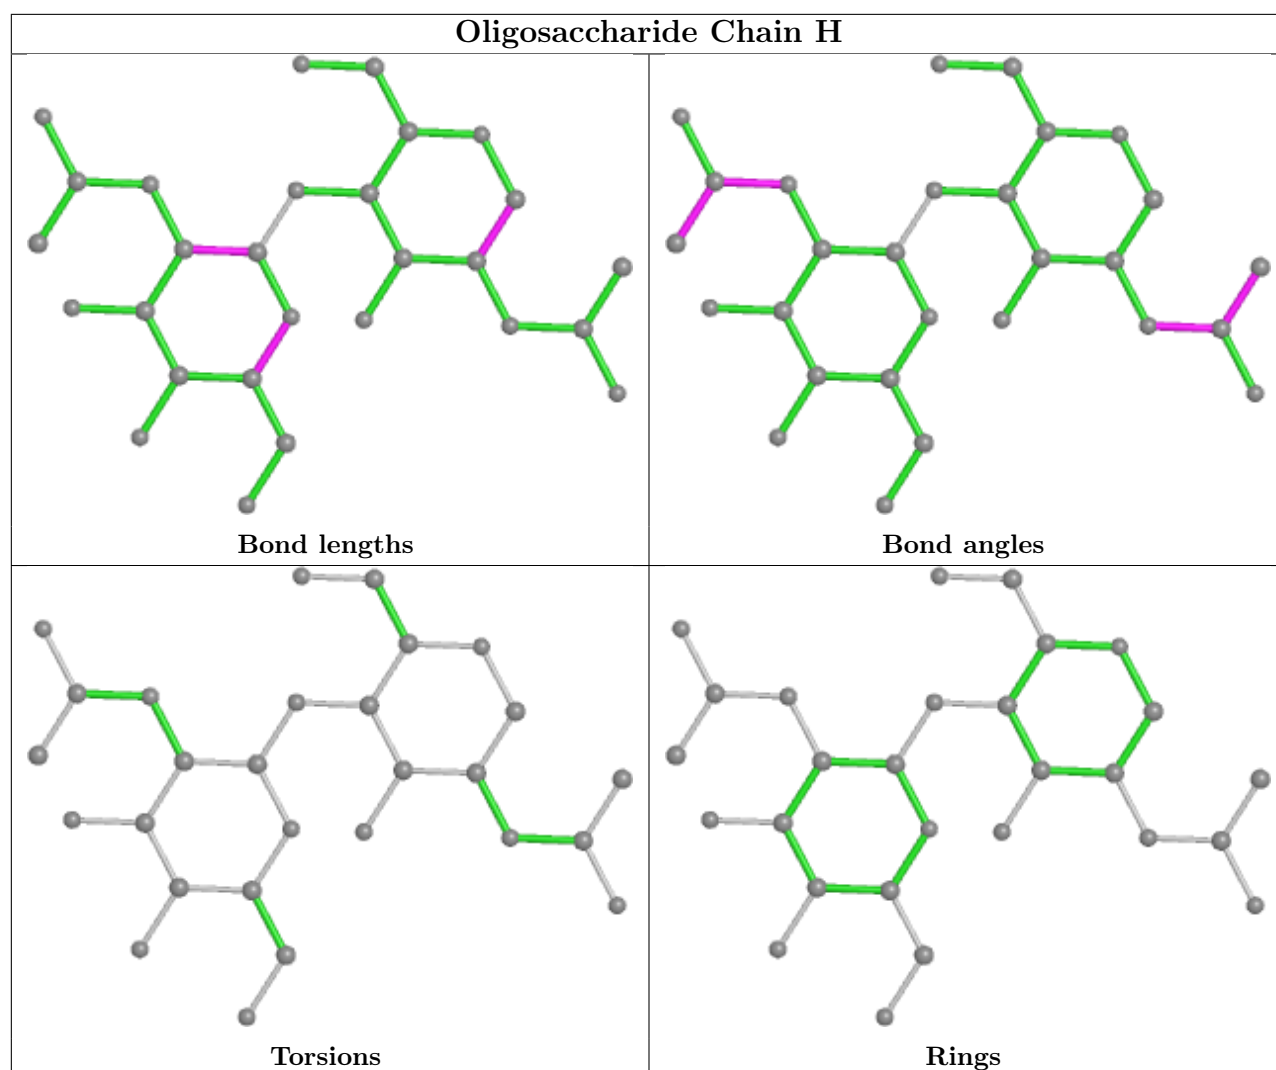 Oligosaccharide Chain H
Bond lengths
Bond angles
Torsions
Rings